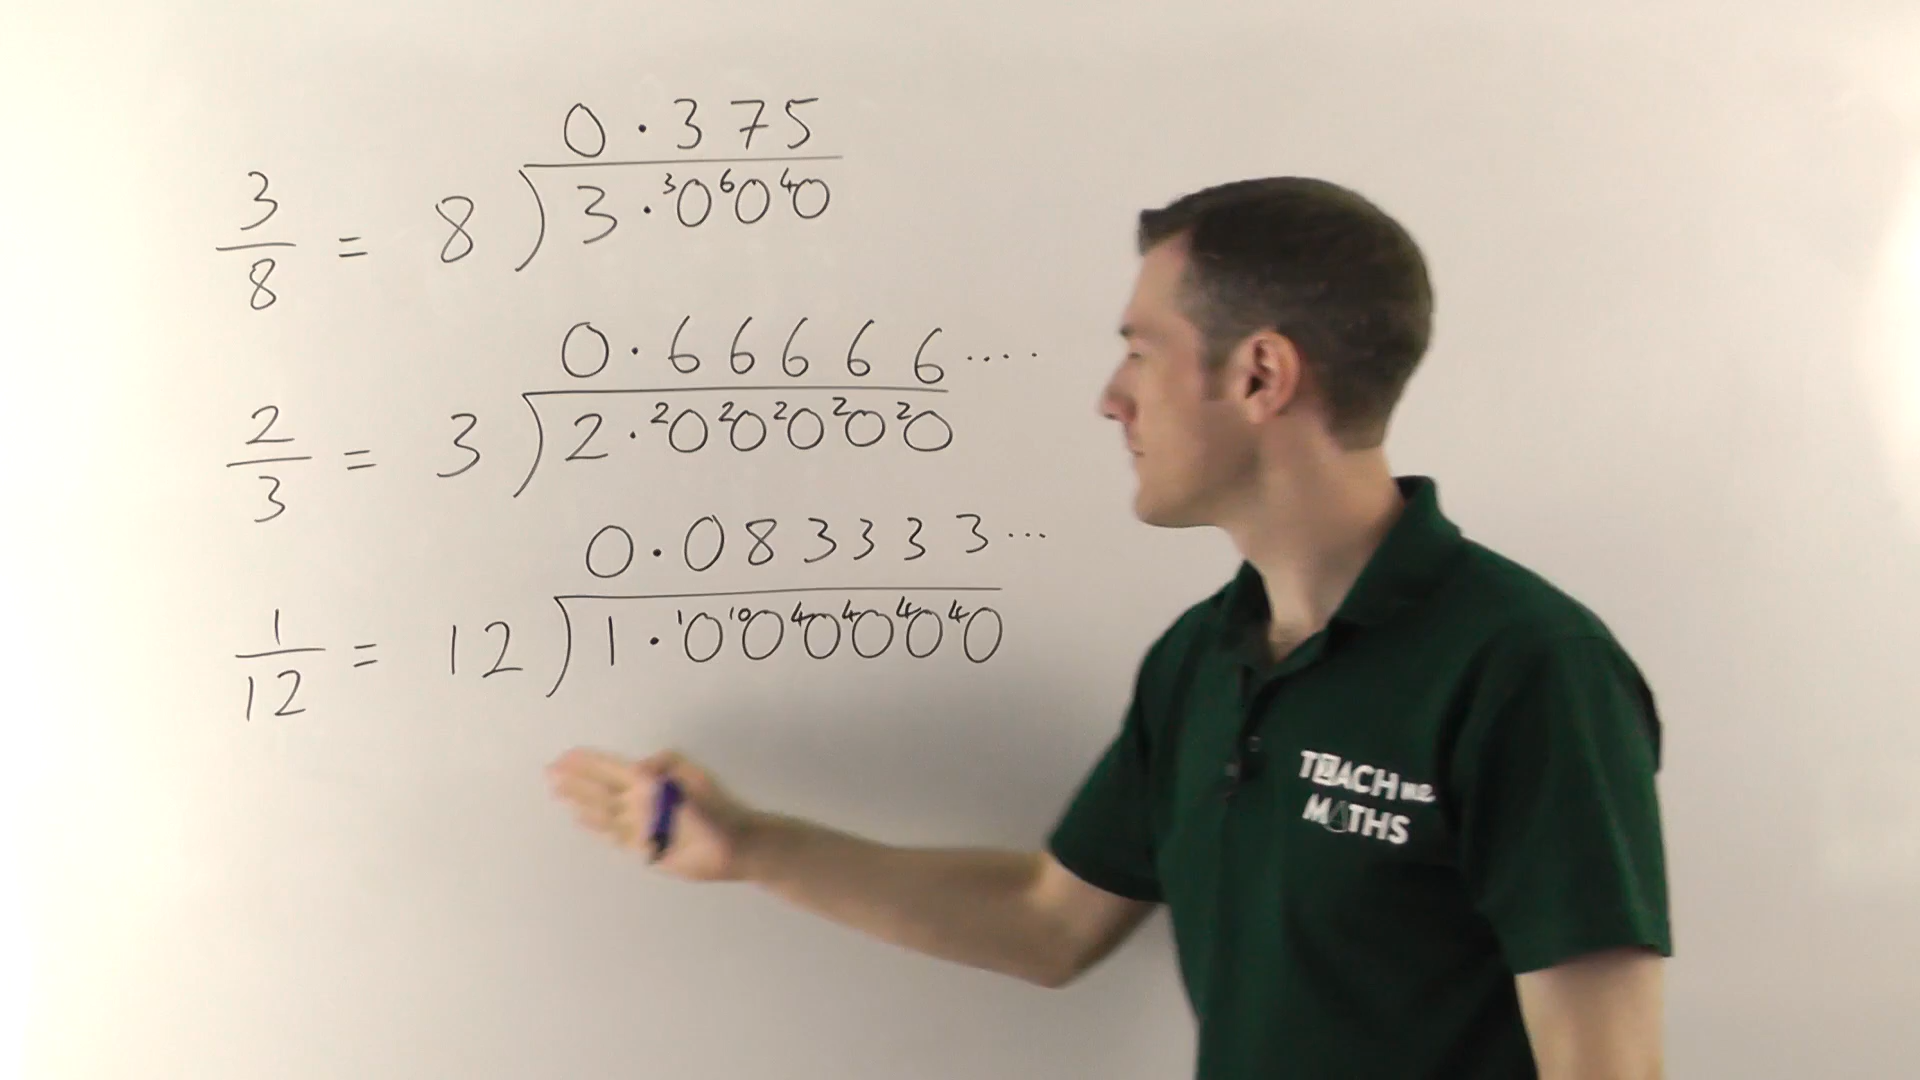 0.375
3/8 = 8 ) 3.³0⁶0⁴0
0.66666....
2/3 = 3 ) 2.²0²0²0²0²0
0.083333...
1/12 = 12 ) 1.¹0¹⁰0⁴0⁴0⁴0⁴0
TEACH me
MATHS